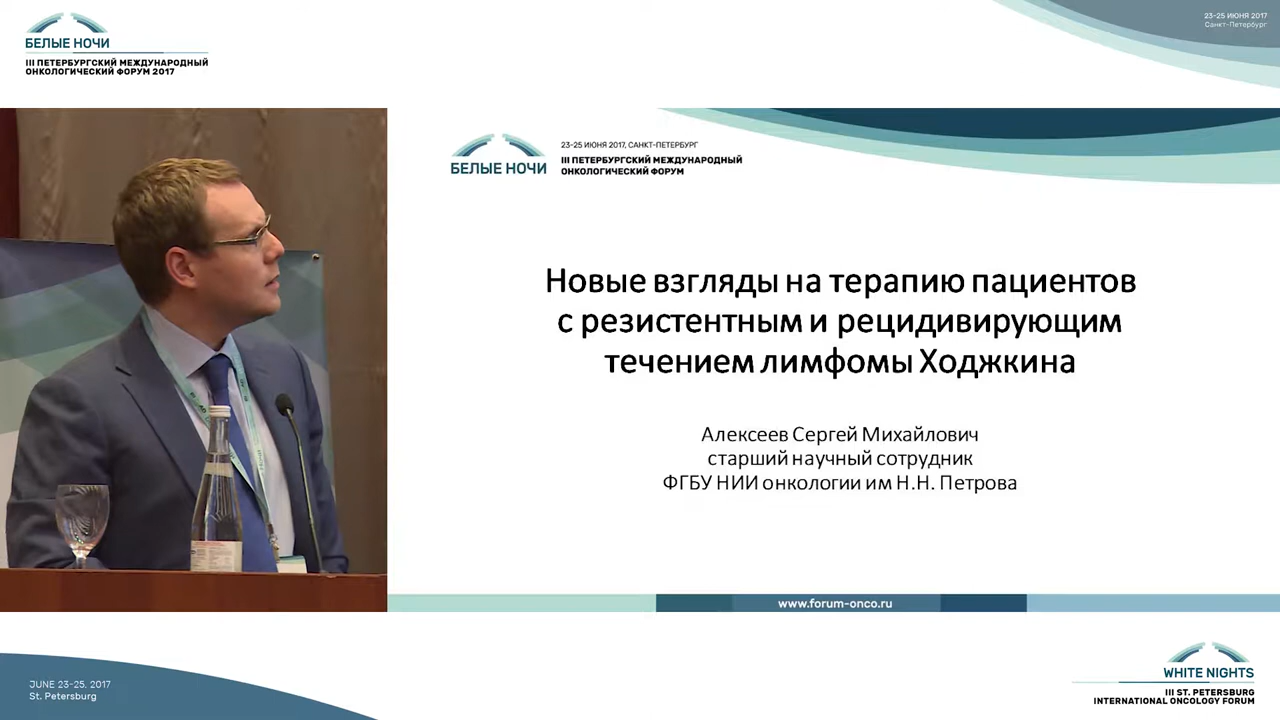 БЕЛЫЕ НОЧИ
III ПЕТЕРБУРГСКИЙ МЕЖДУНАРОДНЫЙ
ОНКОЛОГИЧЕСКИЙ ФОРУМ 2017
23-25 ИЮНЯ 2017
Санкт-Петербург
23-25 ИЮНЯ 2017, САНКТ-ПЕТЕРБУРГ
БЕЛЫЕ НОЧИ
III ПЕТЕРБУРГСКИЙ МЕЖДУНАРОДНЫЙ
ОНКОЛОГИЧЕСКИЙ ФОРУМ
Новые взгляды на терапию пациентов
с резистентным и рецидивирующим
течением лимфомы Ходжкина
Алексеев Сергей Михайлович
старший научный сотрудник
ФГБУ НИИ онкологии им Н.Н. Петрова
www.forum-onco.ru
JUNE 23-25, 2017
St. Petersburg
WHITE NIGHTS
III ST. PETERSBURG
INTERNATIONAL ONCOLOGY FORUM